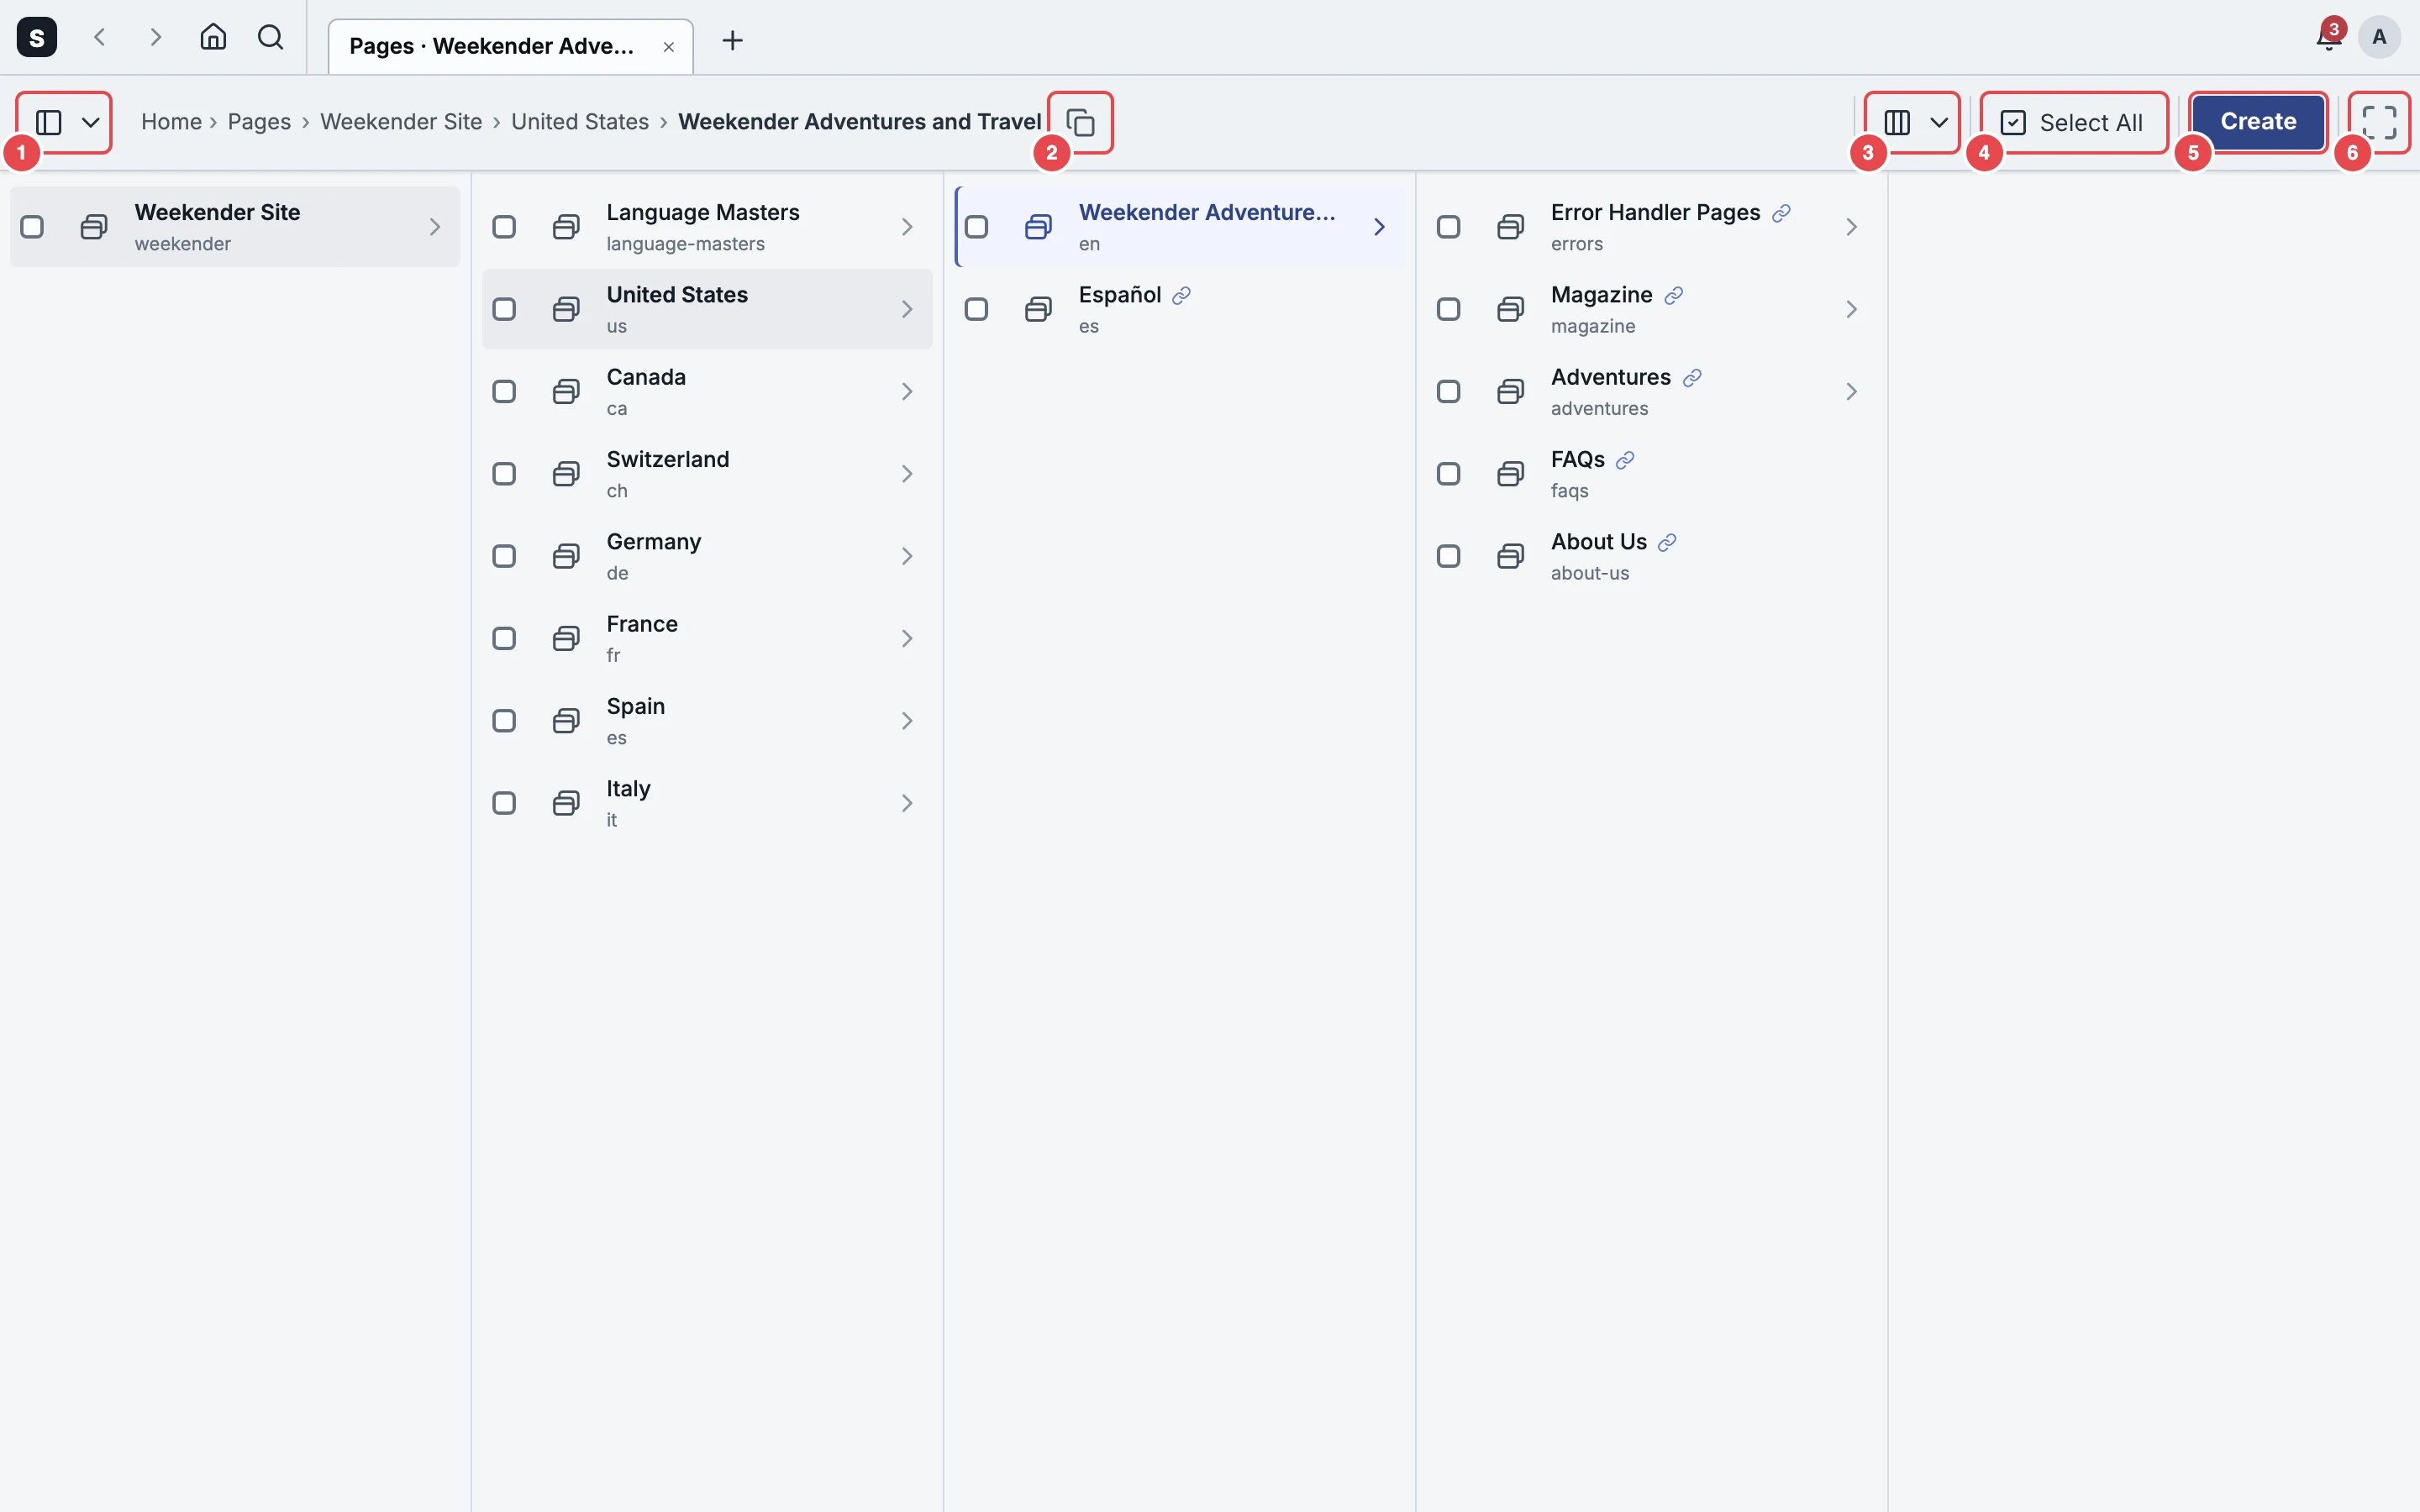 S
Pages · Weekender Adve...
3
A
Home › Pages › Weekender Site › United States › Weekender Adventures and Travel
Select All
Create
1
2
3
4
5
6
Weekender Site
weekender
Language Masters
language-masters
United States
us
Canada
ca
Switzerland
ch
Germany
de
France
fr
Spain
es
Italy
it
Weekender Adventure...
en
Español
es
Error Handler Pages
errors
Magazine
magazine
Adventures
adventures
FAQs
faqs
About Us
about-us